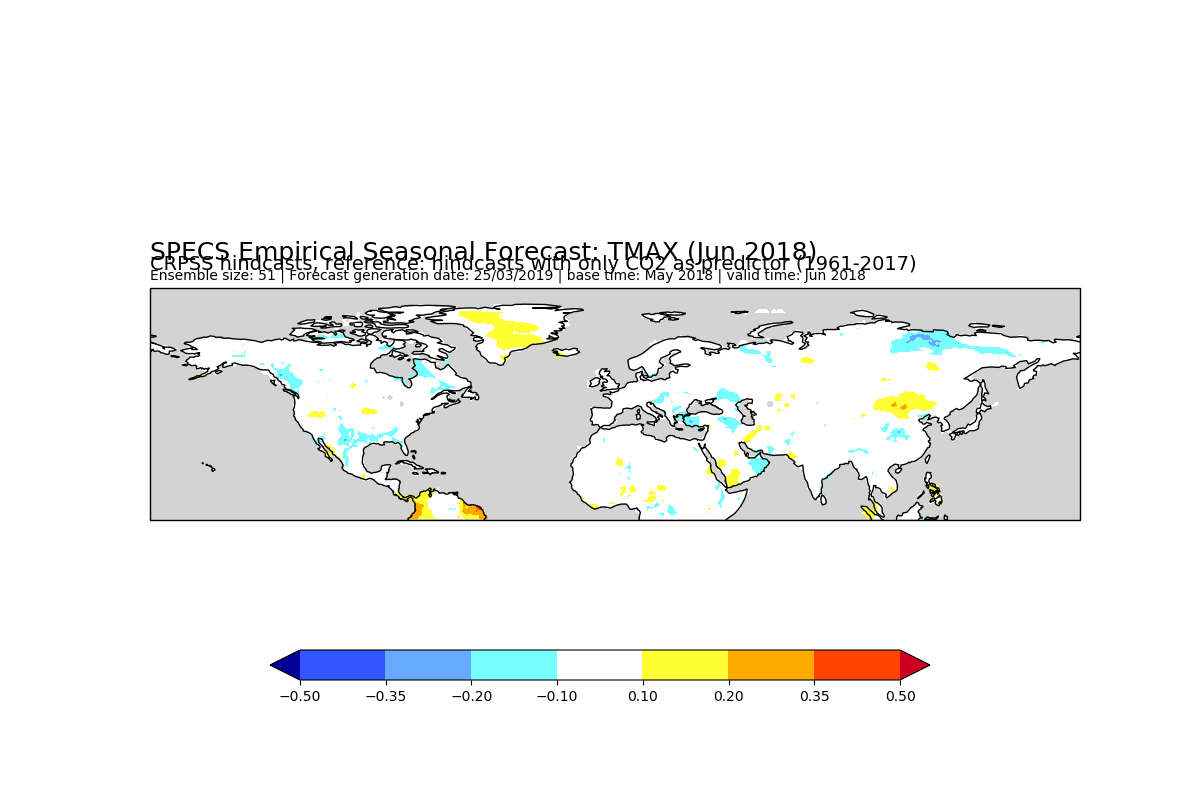 SPECS Empirical Seasonal Forecast: TMAX (Jun 2018)
CRPSS hindcasts, reference: hindcasts with only CO2 as predictor (1961-2017)
Ensemble size: 51 | Forecast generation date: 25/03/2019 | base time: May 2018 | valid time: Jun 2018
−0.50 −0.35 −0.20 −0.10 0.10 0.20 0.35 0.50